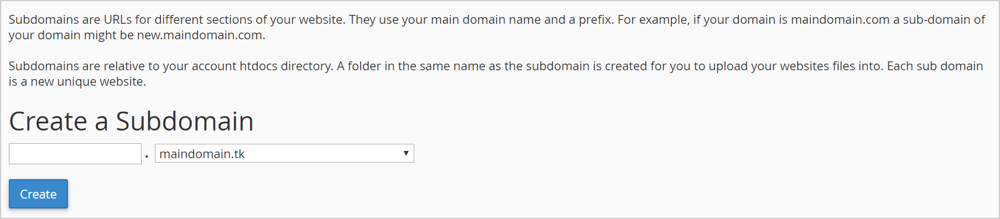 Subdomains are URLs for different sections of your website. They use your main domain name and a prefix. For example, if your domain is maindomain.com a sub-domain of
your domain might be new.maindomain.com.
Subdomains are relative to your account htdocs directory. A folder in the same name as the subdomain is created for you to upload your websites files into. Each sub domain
is a new unique website.
Create a Subdomain
. maindomain.tk
Create